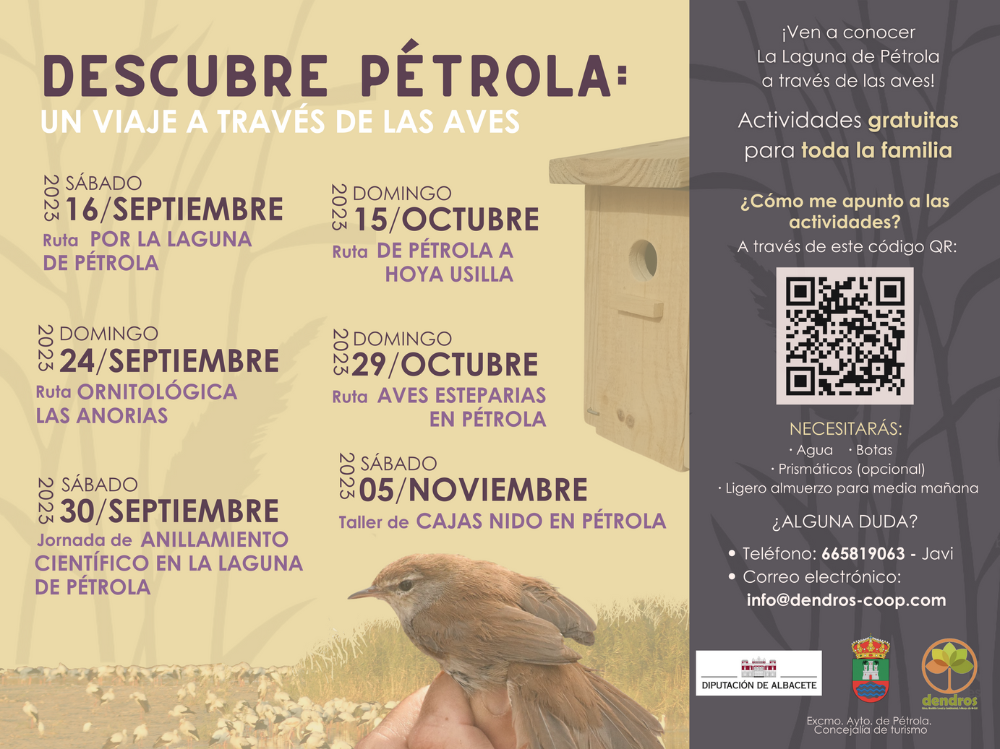 DESCUBRE PÉTROLA:
UN VIAJE A TRAVÉS DE LAS AVES
2023
SÁBADO
16/SEPTIEMBRE
Ruta POR LA LAGUNA
DE PÉTROLA
2023
DOMINGO
24/SEPTIEMBRE
Ruta ORNITOLÓGICA
LAS ANORIAS
2023
SÁBADO
30/SEPTIEMBRE
Jornada de ANILLAMIENTO
CIENTÍFICO EN LA LAGUNA
DE PÉTROLA
2023
DOMINGO
15/OCTUBRE
Ruta DE PÉTROLA A
HOYA USILLA
2023
DOMINGO
29/OCTUBRE
Ruta AVES ESTEPARIAS
EN PÉTROLA
2023
SÁBADO
05/NOVIEMBRE
Taller de CAJAS NIDO EN PÉTROLA
¡Ven a conocer
La Laguna de Pétrola
a través de las aves!
Actividades gratuitas
para toda la familia
¿Cómo me apunto a las
actividades?
A través de este código QR:
NECESITARÁS:
· Agua · Botas
· Prismáticos (opcional)
· Ligero almuerzo para media mañana
¿ALGUNA DUDA?
• Teléfono: 665819063 - Javi
• Correo electrónico:
info@dendros-coop.com
DIPUTACIÓN DE ALBACETE
dendros
Excmo. Ayto. de Pétrola.
Concejalía de turismo